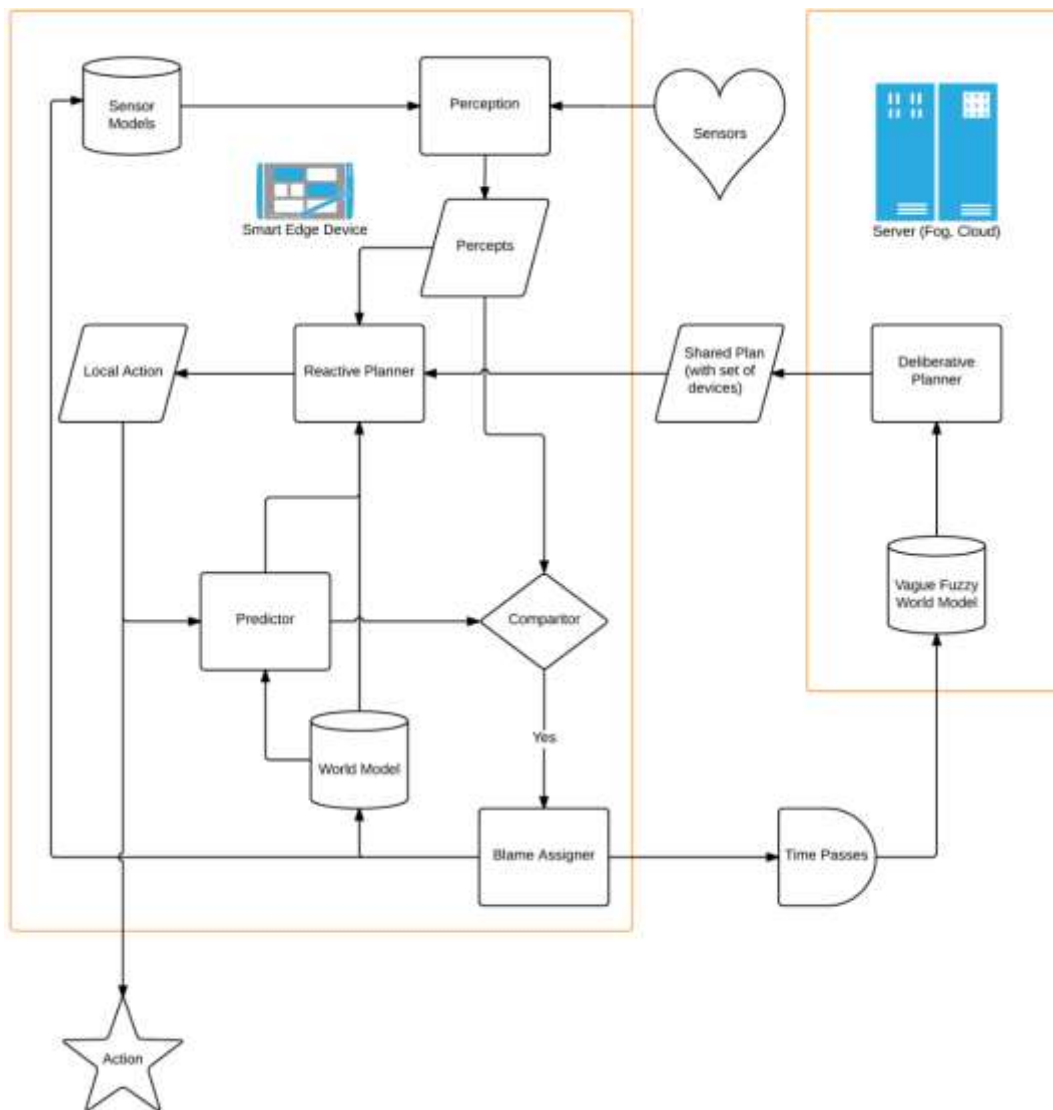 Sensor
Models
Perception
Sensors
Smart Edge Device
Server (Fog, Cloud)
Percepts
Local Action
Reactive Planner
Shared Plan
(with set of
devices)
Deliberative
Planner
Predictor
Comparitor
Vague Fuzzy
World Model
Yes
World Model
Blame Assigner
Time Passes
Action